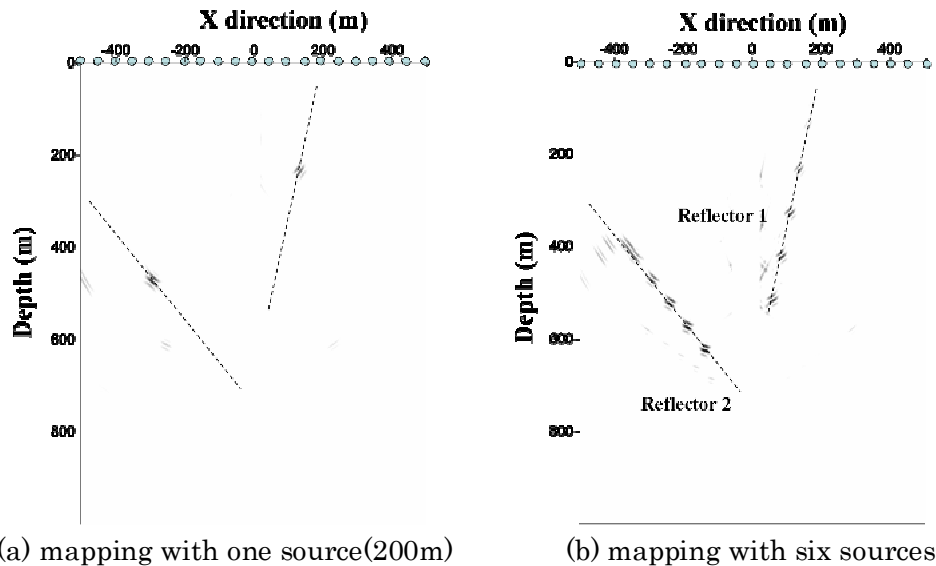 X direction (m)
-400 -200 0 200 400
0
200
400
600
800
Depth (m)
(a) mapping with one source(200m)
X direction (m)
-400 -200 0 200 400
0
200
400
600
800
Depth (m)
Reflector 1
Reflector 2
(b) mapping with six sources